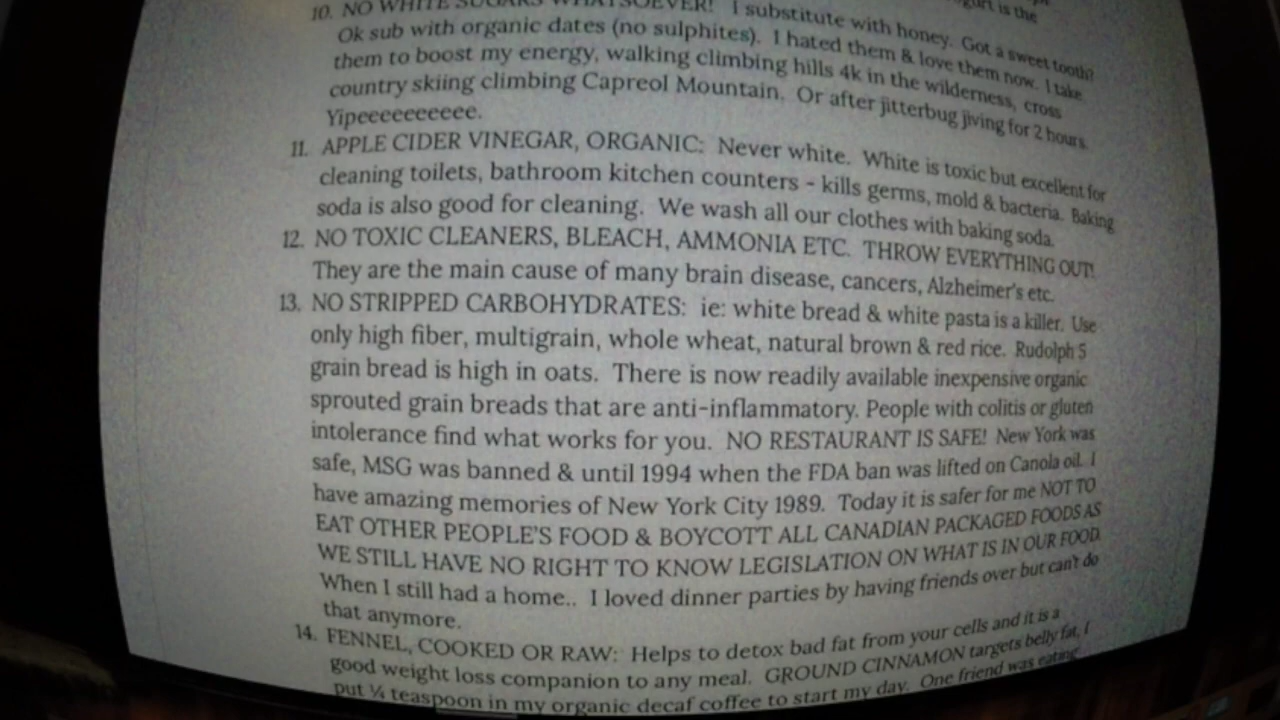 gurt is the
10. NO WHITE SUGARS WHATSOEVER! I substitute with honey. Got a sweet tooth?
Ok sub with organic dates (no sulphites). I hated them & love them now. I take
them to boost my energy, walking climbing hills 4k in the wilderness, cross
country skiing climbing Capreol Mountain. Or after jitterbug jiving for 2 hours.
Yipeeeeeeeeee.
11. APPLE CIDER VINEGAR, ORGANIC: Never white. White is toxic but excellent for
cleaning toilets, bathroom kitchen counters - kills germs, mold & bacteria. Baking
soda is also good for cleaning. We wash all our clothes with baking soda.
12. NO TOXIC CLEANERS, BLEACH, AMMONIA ETC. THROW EVERYTHING OUT!
They are the main cause of many brain disease, cancers, Alzheimer's etc.
13. NO STRIPPED CARBOHYDRATES: ie: white bread & white pasta is a killer. Use
only high fiber, multigrain, whole wheat, natural brown & red rice. Rudolph 5
grain bread is high in oats. There is now readily available inexpensive organic
sprouted grain breads that are anti-inflammatory. People with colitis or gluten
intolerance find what works for you. NO RESTAURANT IS SAFE! New York was
safe, MSG was banned & until 1994 when the FDA ban was lifted on Canola oil. I
have amazing memories of New York City 1989. Today it is safer for me NOT TO
EAT OTHER PEOPLE'S FOOD & BOYCOTT ALL CANADIAN PACKAGED FOODS AS
WE STILL HAVE NO RIGHT TO KNOW LEGISLATION ON WHAT IS IN OUR FOOD.
When I still had a home.. I loved dinner parties by having friends over but can't do
that anymore.
14. FENNEL, COOKED OR RAW: Helps to detox bad fat from your cells and it is a
good weight loss companion to any meal. GROUND CINNAMON targets belly fat, I
put ¼ teaspoon in my organic decaf coffee to start my day. One friend was eating